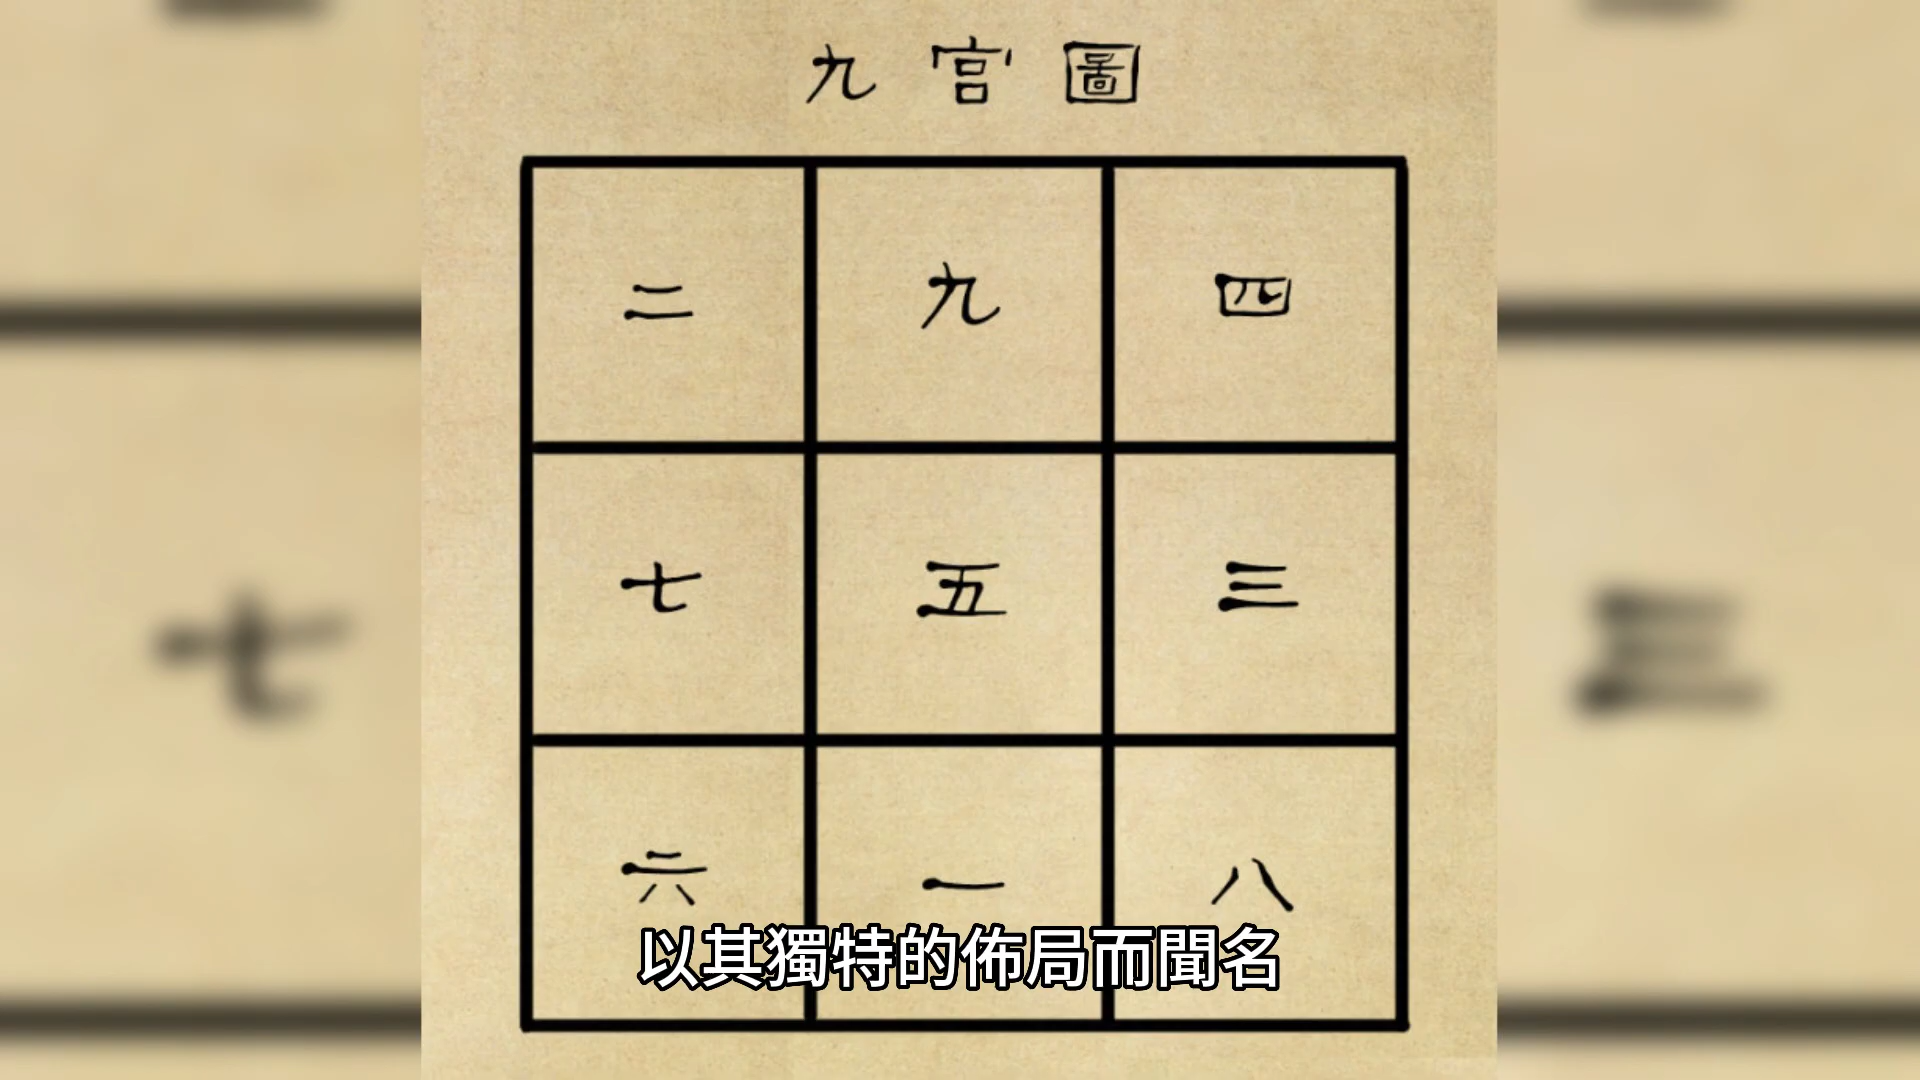 九宮圖
二 九 四
七 五 三
六 一 八
以其獨特的佈局而聞名